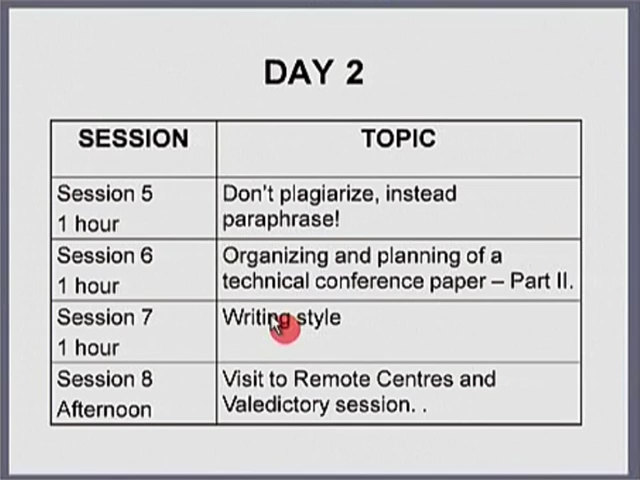 DAY 2
SESSION
TOPIC
Session 5
1 hour
Don't plagiarize, instead
paraphrase!
Session 6
1 hour
Organizing and planning of a
technical conference paper – Part II.
Session 7
1 hour
Writing style
Session 8
Afternoon
Visit to Remote Centres and
Valedictory session. .